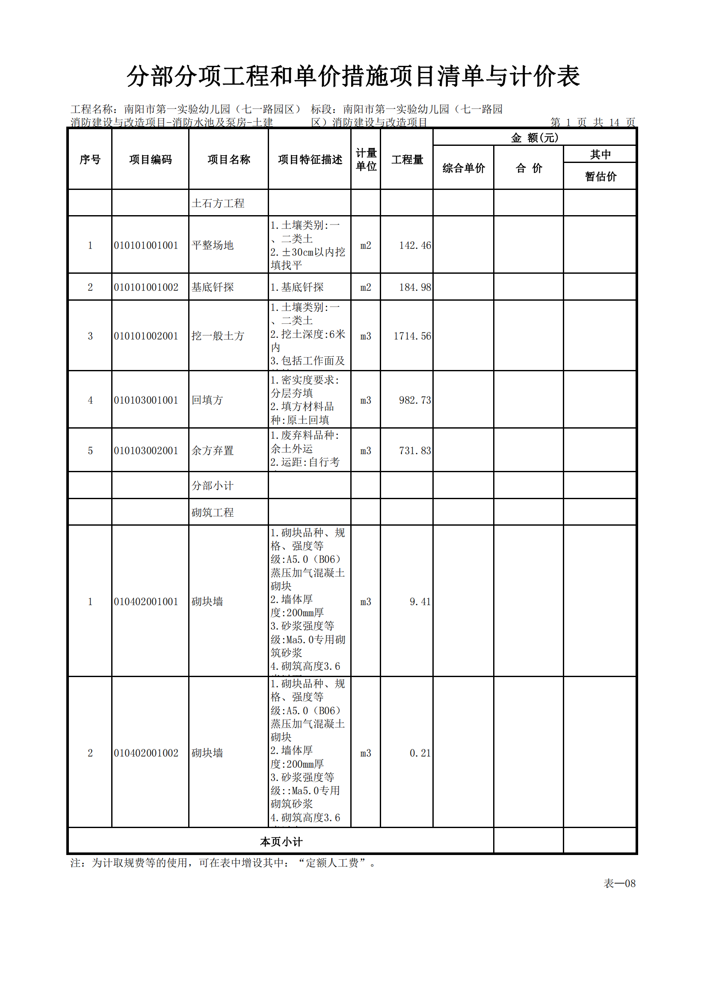 分部分项工程和单价措施项目清单与计价表
工程名称：南阳市第一实验幼儿园（七一路园区）消防建设与改造项目-消防水池及泵房-土建
标段：南阳市第一实验幼儿园（七一路园区）消防建设与改造项目
第 1 页 共 14 页
序号 项目编码 项目名称 项目特征描述 计量单位 工程量 金 额(元)
综合单价 合 价 其中
暂估价
土石方工程
1 010101001001 平整场地 1.土壤类别:一、二类土
2.±30cm以内挖填找平 m2 142.46
2 010101001002 基底钎探 1.基底钎探 m2 184.98
3 010101002001 挖一般土方 1.土壤类别:一、二类土
2.挖土深度:6米内
3.包括工作面及 m3 1714.56
4 010103001001 回填方 1.密实度要求:分层夯填
2.填方材料品种:原土回填 m3 982.73
5 010103002001 余方弃置 1.废弃料品种:余土外运
2.运距:自行考 m3 731.83
分部小计
砌筑工程
1 010402001001 砌块墙 1.砌块品种、规格、强度等级:A5.0（B06）蒸压加气混凝土砌块
2.墙体厚度:200mm厚
3.砂浆强度等级:Ma5.0专用砌筑砂浆
4.砌筑高度3.6 m3 9.41
2 010402001002 砌块墙 1.砌块品种、规格、强度等级:A5.0（B06）蒸压加气混凝土砌块
2.墙体厚度:200mm厚
3.砂浆强度等级::Ma5.0专用砌筑砂浆
4.砌筑高度3.6 m3 0.21
本页小计
注：为计取规费等的使用，可在表中增设其中：“定额人工费”。
表—08